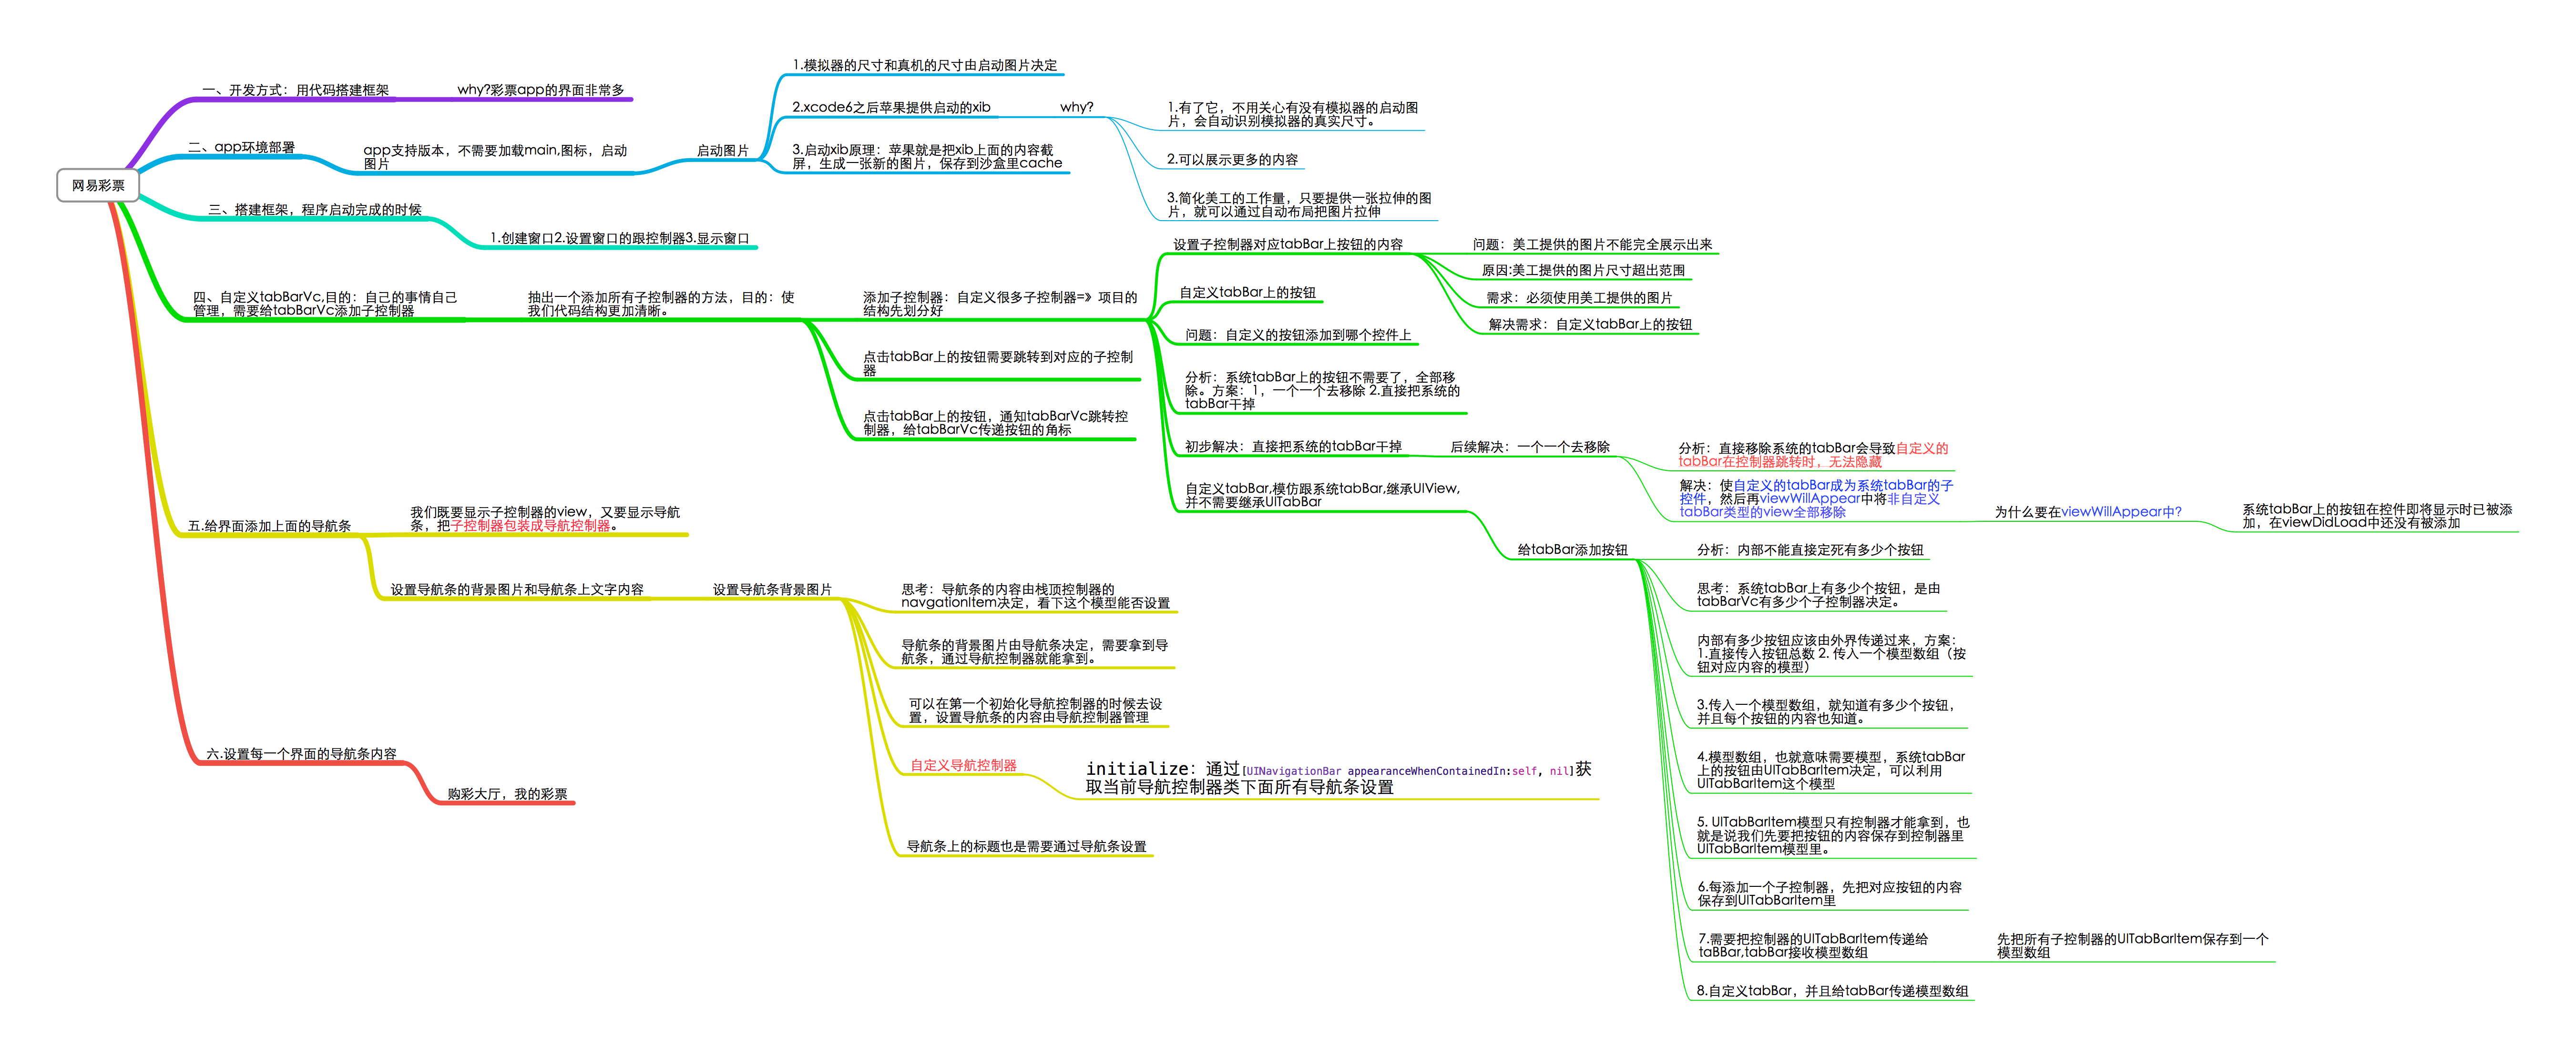 网易彩票
一、开发方式：用代码搭建框架
why?彩票app的界面非常多
二、app环境部署
app支持版本，不需要加载main,图标，启动
图片
启动图片
1.模拟器的尺寸和真机的尺寸由启动图片决定
2.xcode6之后苹果提供启动的xib
why?
1.有了它，不用关心有没有模拟器的启动图
片，会自动识别模拟器的真实尺寸。
2.可以展示更多的内容
3.简化美工的工作量，只要提供一张拉伸的图
片，就可以通过自动布局把图片拉伸
3.启动xib原理：苹果就是把xib上面的内容截
屏，生成一张新的图片，保存到沙盒里cache
三、搭建框架，程序启动完成的时候
1.创建窗口2.设置窗口的跟控制器3.显示窗口
四、自定义tabBarVc,目的：自己的事情自己
管理，需要给tabBarVc添加子控制器
抽出一个添加所有子控制器的方法，目的：使
我们代码结构更加清晰。
添加子控制器：自定义很多子控制器=》项目的
结构先划分好
设置子控制器对应tabBar上按钮的内容
问题：美工提供的图片不能完全展示出来
原因:美工提供的图片尺寸超出范围
需求：必须使用美工提供的图片
解决需求：自定义tabBar上的按钮
自定义tabBar上的按钮
问题：自定义的按钮添加到哪个控件上
分析：系统tabBar上的按钮不需要了，全部移
除。方案：1，一个一个去移除 2.直接把系统的
tabBar干掉
初步解决：直接把系统的tabBar干掉
后续解决：一个一个去移除
分析：直接移除系统的tabBar会导致自定义的
tabBar在控制器跳转时，无法隐藏
解决：使自定义的tabBar成为系统tabBar的子
控件，然后再viewWillAppear中将非自定义
tabBar类型的view全部移除
为什么要在viewWillAppear中?
系统tabBar上的按钮在控件即将显示时已被添
加，在viewDidLoad中还没有被添加
自定义tabBar,模仿跟系统tabBar,继承UIView,
并不需要继承UITabBar
给tabBar添加按钮
分析：内部不能直接定死有多少个按钮
思考：系统tabBar上有多少个按钮，是由
tabBarVc有多少个子控制器决定。
内部有多少按钮应该由外界传递过来，方案：
1.直接传入按钮总数 2. 传入一个模型数组（按
钮对应内容的模型）
3.传入一个模型数组，就知道有多少个按钮，
并且每个按钮的内容也知道。
4.模型数组，也就意味需要模型，系统tabBar
上的按钮由UITabBarItem决定，可以利用
UITabBarItem这个模型
5. UITabBarItem模型只有控制器才能拿到，也
就是说我们先要把按钮的内容保存到控制器里
UITabBarItem模型里。
6.每添加一个子控制器，先把对应按钮的内容
保存到UITabBarItem里
7.需要把控制器的UITabBarItem传递给
taBBar,tabBar接收模型数组
先把所有子控制器的UITabBarItem保存到一个
模型数组
8.自定义tabBar，并且给tabBar传递模型数组
点击tabBar上的按钮需要跳转到对应的子控制
器
点击tabBar上的按钮，通知tabBarVc跳转控
制器，给tabBarVc传递按钮的角标
五.给界面添加上面的导航条
我们既要显示子控制器的view，又要显示导航
条，把子控制器包装成导航控制器。
设置导航条的背景图片和导航条上文字内容
设置导航条背景图片
思考：导航条的内容由栈顶控制器的
navgationItem决定，看下这个模型能否设置
导航条的背景图片由导航条决定，需要拿到导
航条，通过导航控制器就能拿到。
可以在第一个初始化导航控制器的时候去设
置，设置导航条的内容由导航控制器管理
自定义导航控制器
initialize：通过[UINavigationBar appearanceWhenContainedIn:self, nil]获
取当前导航控制器类下面所有导航条设置
导航条上的标题也是需要通过导航条设置
六.设置每一个界面的导航条内容
购彩大厅，我的彩票